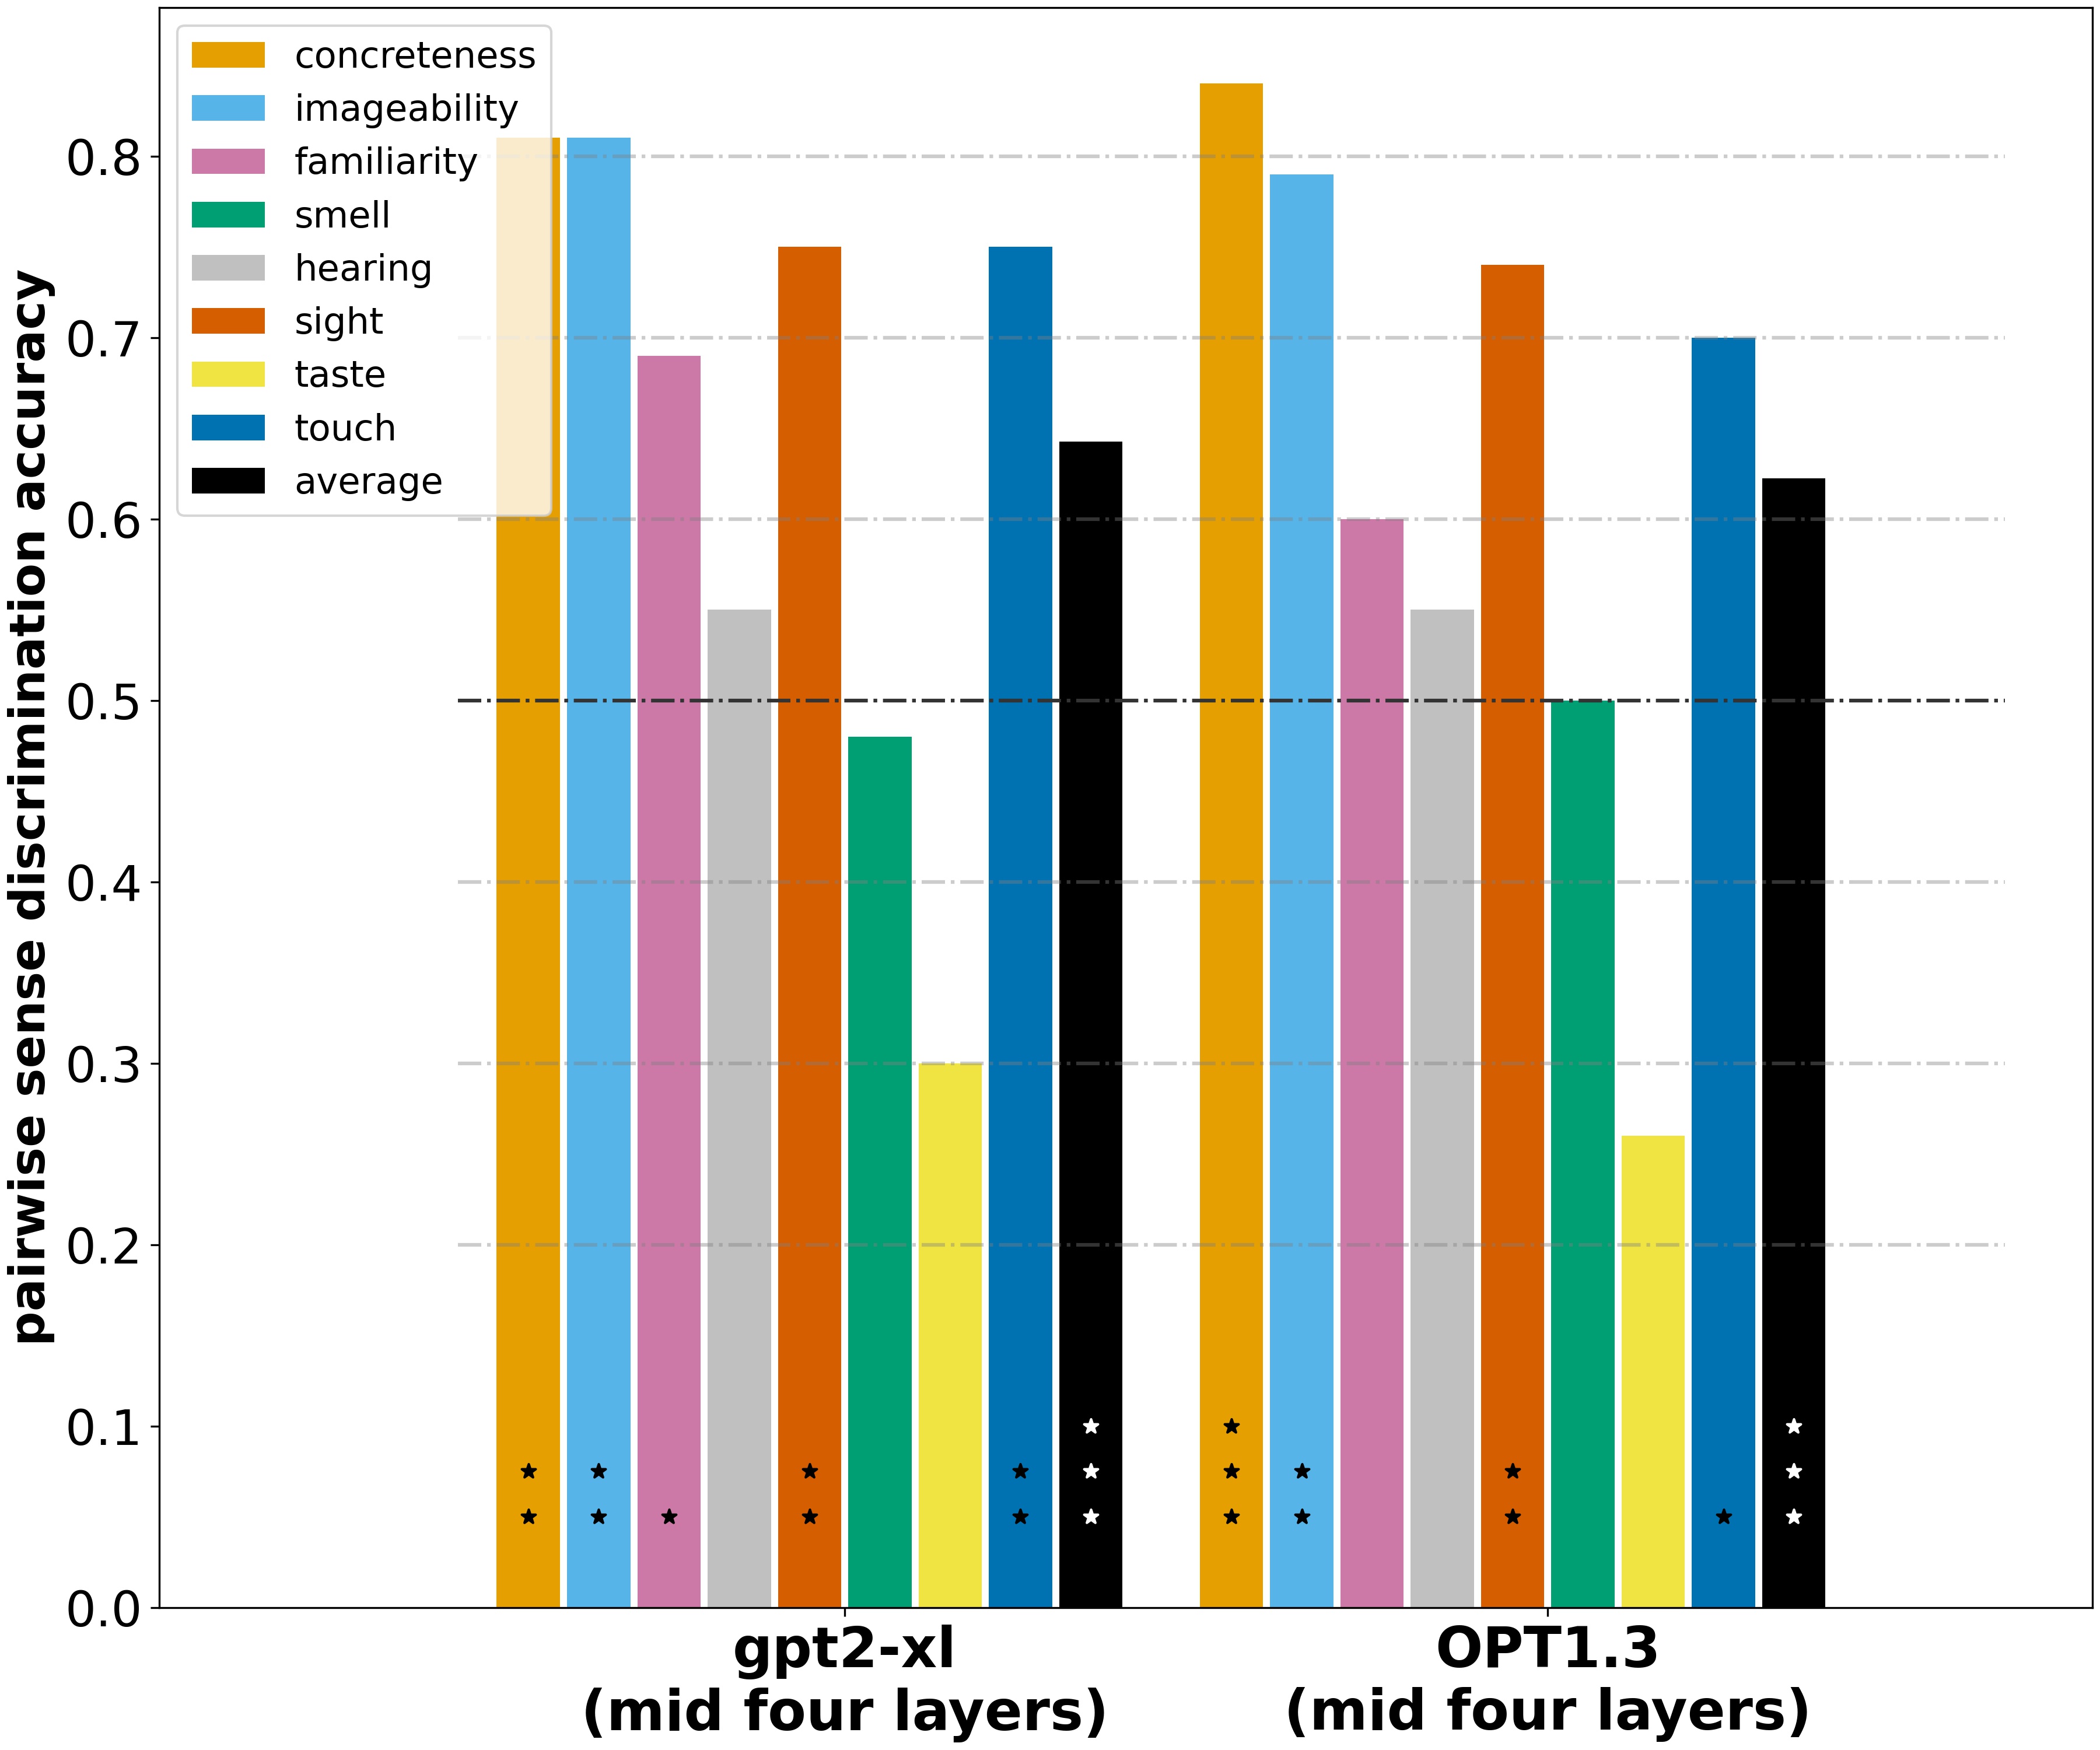 concreteness
imageability
familiarity
smell
hearing
sight
taste
touch
average
pairwise sense discrimination accuracy
0.8
0.7
0.6
0.5
0.4
0.3
0.2
0.1
0.0
gpt2-xl
(mid four layers)
OPT1.3
(mid four layers)